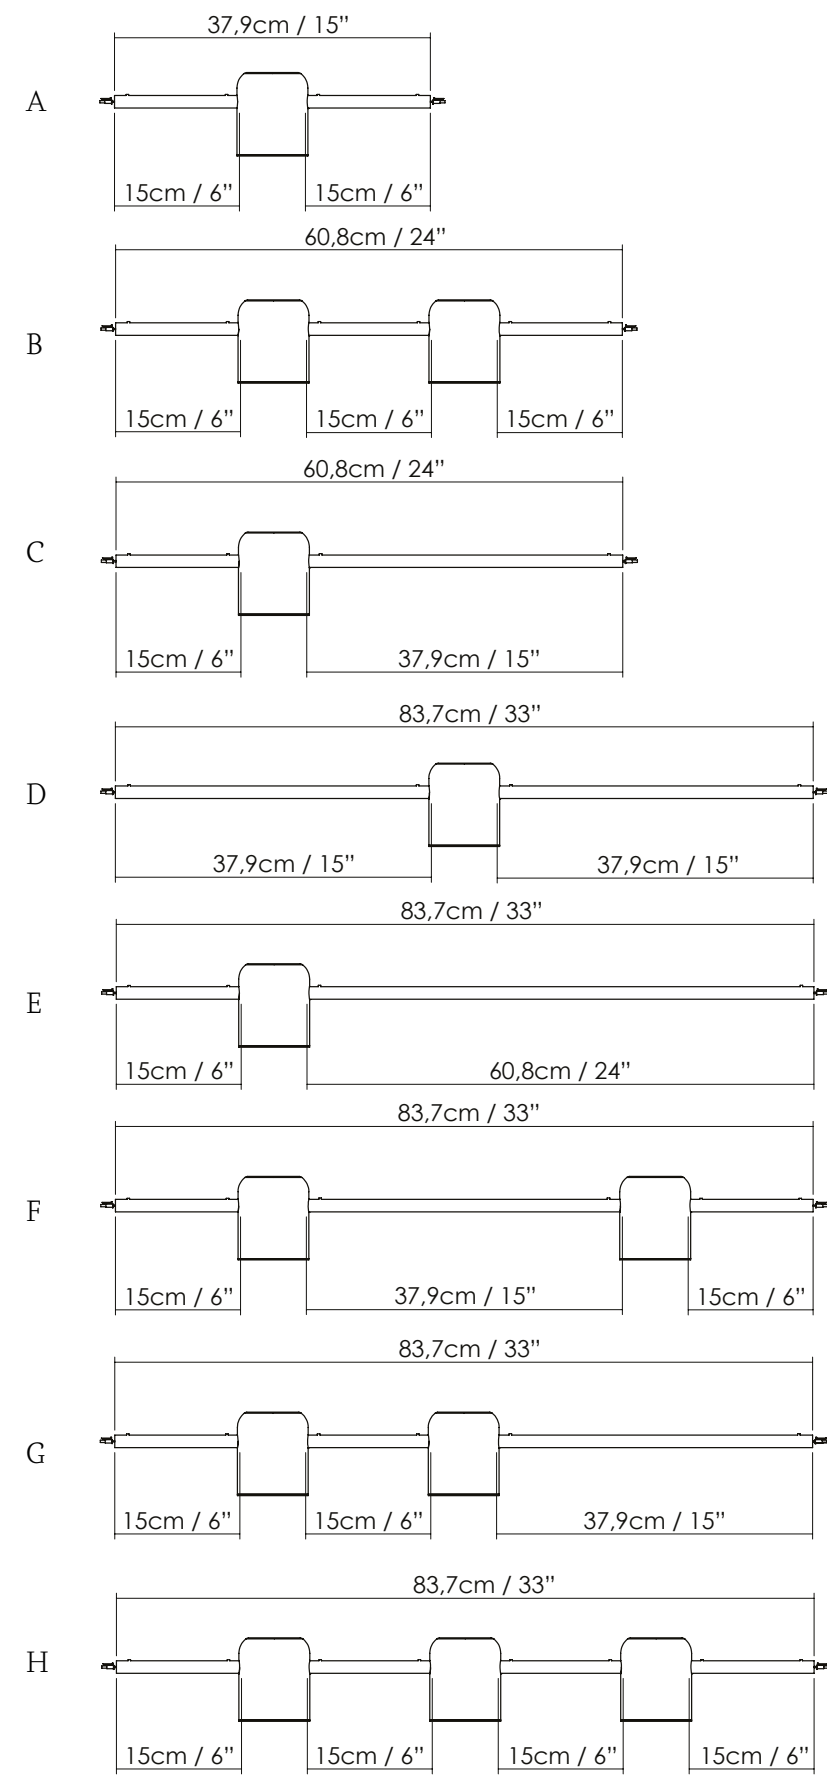 37,9cm / 15”
A
15cm / 6” 15cm / 6”
60,8cm / 24”
B
15cm / 6” 15cm / 6” 15cm / 6”
60,8cm / 24”
C
15cm / 6” 37,9cm / 15”
83,7cm / 33”
D
37,9cm / 15” 37,9cm / 15”
83,7cm / 33”
E
15cm / 6” 60,8cm / 24”
83,7cm / 33”
F
15cm / 6” 37,9cm / 15” 15cm / 6”
83,7cm / 33”
G
15cm / 6” 15cm / 6” 37,9cm / 15”
83,7cm / 33”
H
15cm / 6” 15cm / 6” 15cm / 6” 15cm / 6”